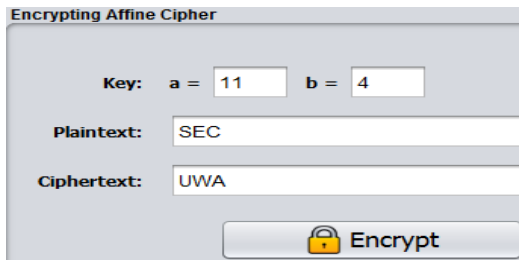 Encrypting Affine Cipher
Key: a = 11 b = 4
Plaintext: SEC
Ciphertext: UWA
Encrypt